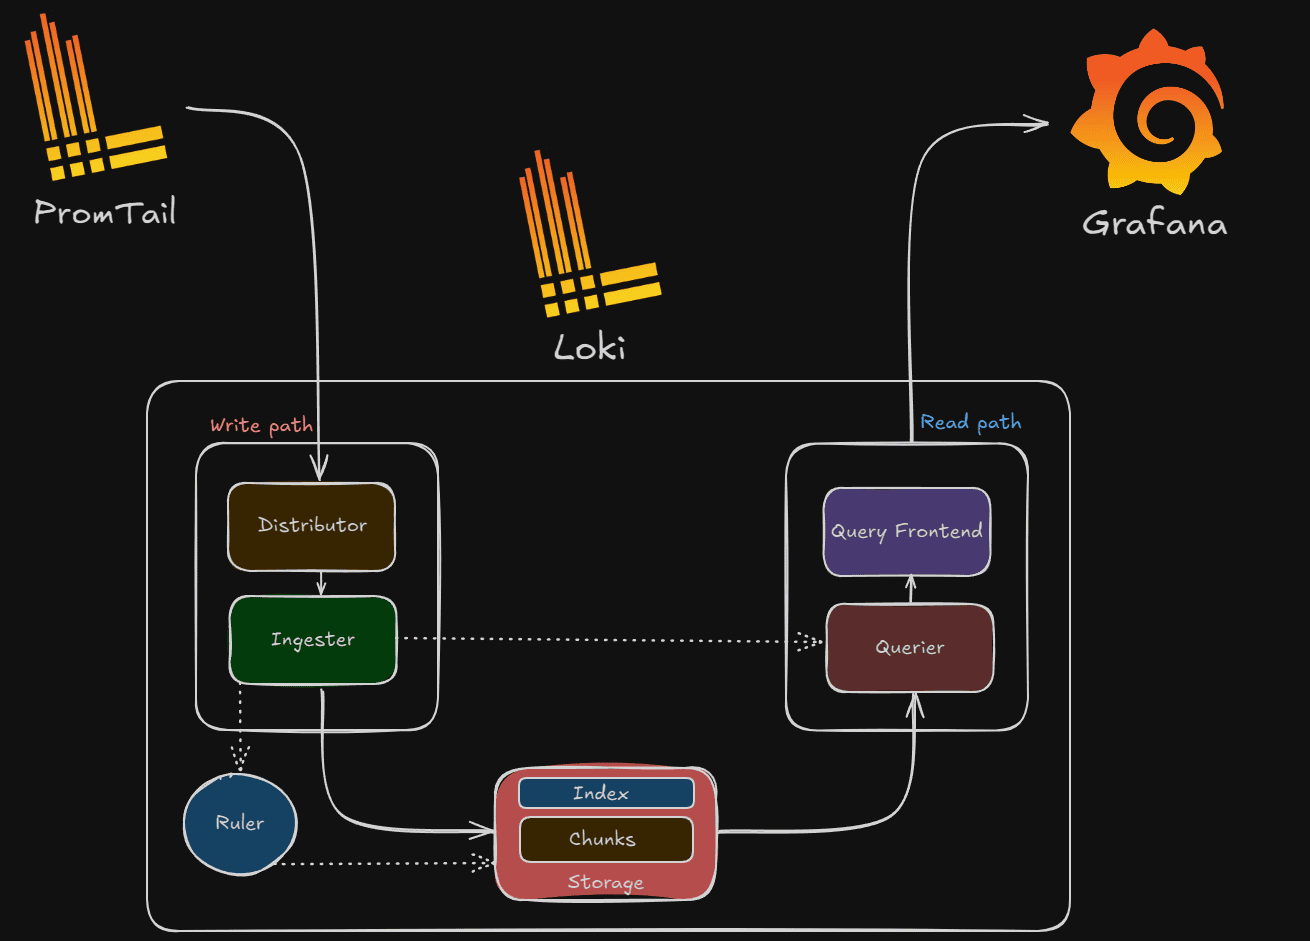 PromTail
Grafana
Loki
Write path
Read path
Distributor
Query Frontend
Ingester
Querier
Ruler
Index
Chunks
Storage